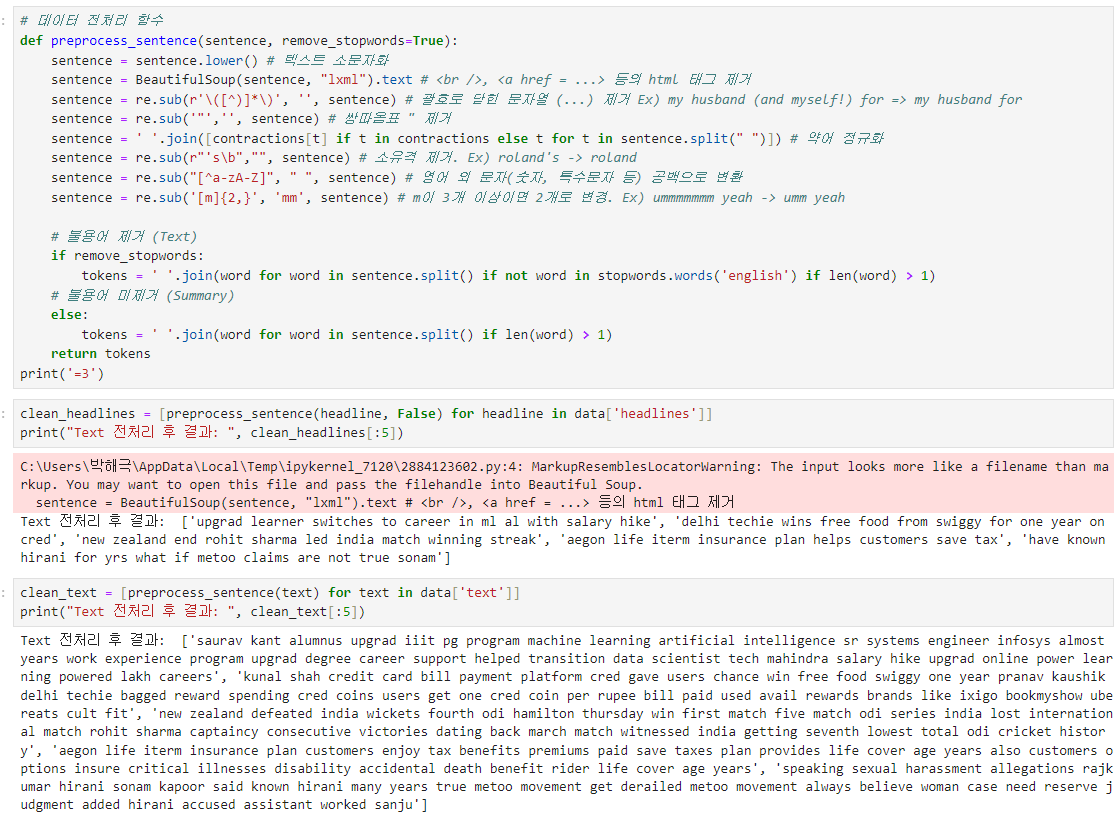 # 데이터 전처리 함수
def preprocess_sentence(sentence, remove_stopwords=True):
    sentence = sentence.lower() # 텍스트 소문자화
    sentence = BeautifulSoup(sentence, "lxml").text # <br />, <a href = ...> 등의 html 태그 제거
    sentence = re.sub(r'\([^)]*\)', '', sentence) # 괄호로 닫힌 문자열 (...) 제거 Ex) my husband (and myself!) for => my husband for
    sentence = re.sub('"','', sentence) # 쌍따옴표 " 제거
    sentence = ' '.join([contractions[t] if t in contractions else t for t in sentence.split(" ")]) # 약어 정규화
    sentence = re.sub(r"'s\b","", sentence) # 소유격 제거. Ex) roland's -> roland
    sentence = re.sub("[^a-zA-Z]", " ", sentence) # 영어 외 문자(숫자, 특수문자 등) 공백으로 변환
    sentence = re.sub('[m]{2,}', 'mm', sentence) # m이 3개 이상이면 2개로 변경. Ex) ummmmmmm yeah -> umm yeah
    # 불용어 제거 (Text)
    if remove_stopwords:
        tokens = ' '.join(word for word in sentence.split() if not word in stopwords.words('english') if len(word) > 1)
    # 불용어 미제거 (Summary)
    else:
        tokens = ' '.join(word for word in sentence.split() if len(word) > 1)
    return tokens
print('=3')
: clean_headlines = [preprocess_sentence(headline, False) for headline in data['headlines']]
print("Text 전처리 후 결과: ", clean_headlines[:5])
C:\Users\박해극\AppData\Local\Temp\ipykernel_7120\2884123602.py:4: MarkupResemblesLocatorWarning: The input looks more like a filename than ma
rkup. You may want to open this file and pass the filehandle into Beautiful Soup.
  sentence = BeautifulSoup(sentence, "lxml").text # <br />, <a href = ...> 등의 html 태그 제거
Text 전처리 후 결과:  ['upgrad learner switches to career in ml al with salary hike', 'delhi techie wins free food from swiggy for one year on
cred', 'new zealand end rohit sharma led india match winning streak', 'aegon life iterm insurance plan helps customers save tax', 'have known
hirani for yrs what if metoo claims are not true sonam']
: clean_text = [preprocess_sentence(text) for text in data['text']]
print("Text 전처리 후 결과: ", clean_text[:5])
Text 전처리 후 결과:  ['saurav kant alumnus upgrad iiit pg program machine learning artificial intelligence sr systems engineer infosys almost
years work experience program upgrad degree career support helped transition data scientist tech mahindra salary hike upgrad online power lear
ning powered lakh careers', 'kunal shah credit card bill payment platform cred gave users chance win free food swiggy one year pranav kaushik
delhi techie bagged reward spending cred coins users get one cred coin per rupee bill paid used avail rewards brands like ixigo bookmyshow ube
reats cult fit', 'new zealand defeated india wickets fourth odi hamilton thursday win first match five match odi series india lost internation
al match rohit sharma captaincy consecutive victories dating back march match witnessed india getting seventh lowest total odi cricket histor
y', 'aegon life iterm insurance plan customers enjoy tax benefits premiums paid save taxes plan provides life cover age years also customers o
ptions insure critical illnesses disability accidental death benefit rider life cover age years', 'speaking sexual harassment allegations rajk
umar hirani sonam kapoor said known hirani many years true metoo movement get derailed metoo movement always believe woman case need reserve j
udgment added hirani accused assistant worked sanju']